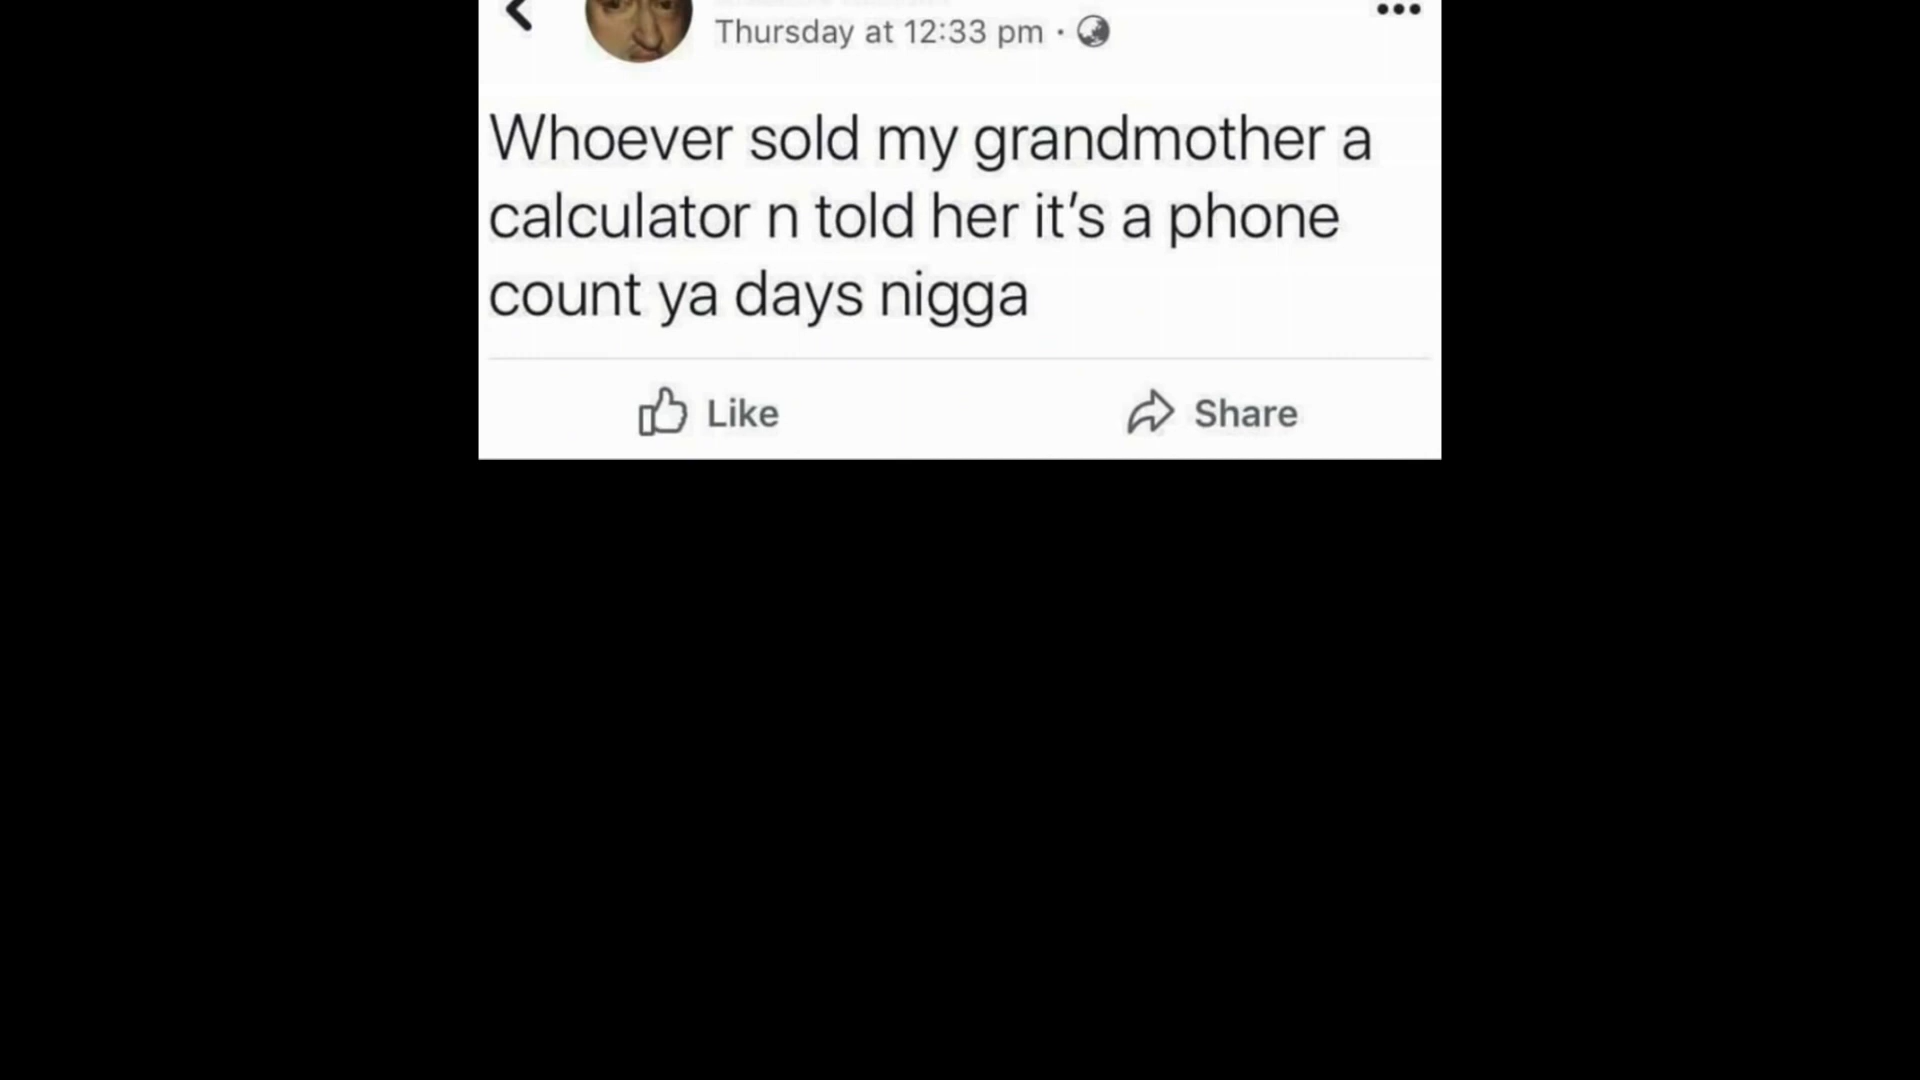 Thursday at 12:33 pm ·
Whoever sold my grandmother a
calculator n told her it's a phone
count ya days nigga
Like
Share